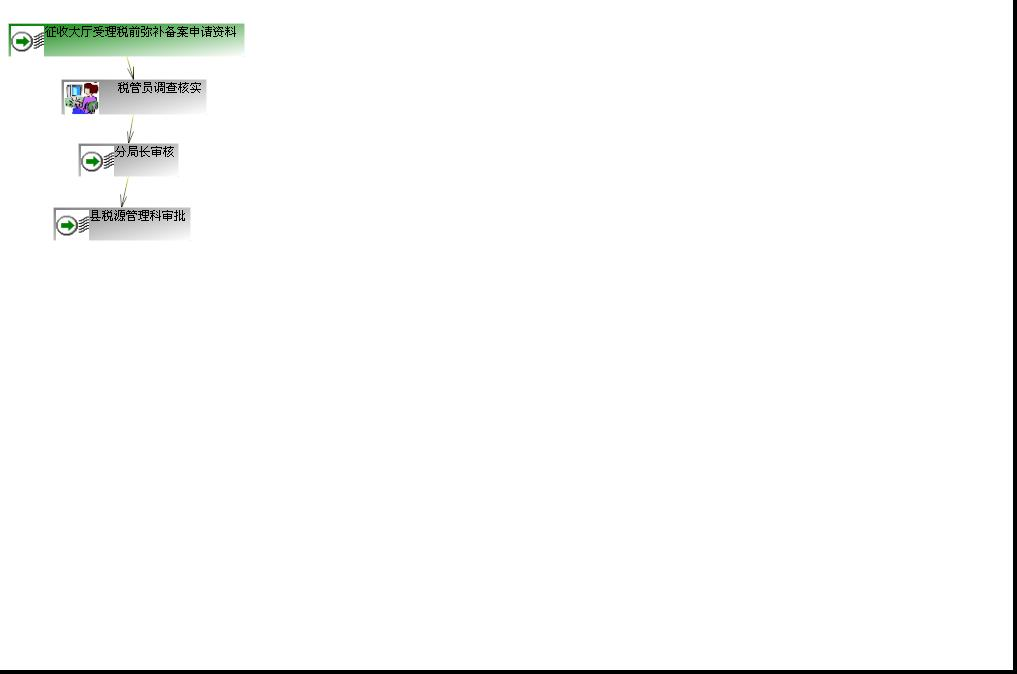 征收大厅受理税前弥补备案申请资料
税管员调查核实
分局长审核
县税源管理科审批